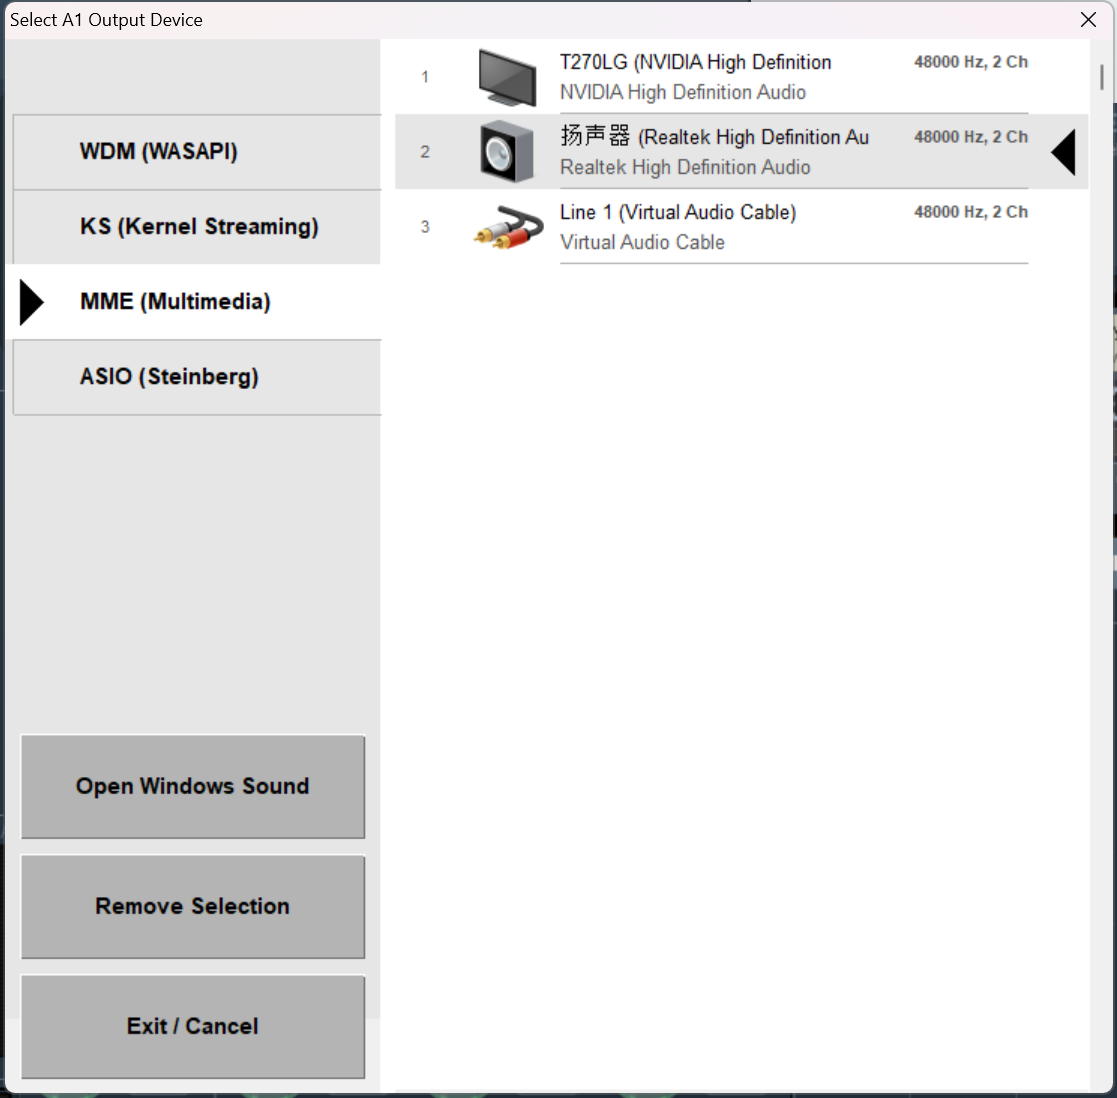 Select A1 Output Device
WDM (WASAPI)
KS (Kernel Streaming)
MME (Multimedia)
ASIO (Steinberg)
Open Windows Sound
Remove Selection
Exit / Cancel
1
T270LG (NVIDIA High Definition
48000 Hz, 2 Ch
NVIDIA High Definition Audio
2
扬声器 (Realtek High Definition Au
48000 Hz, 2 Ch
Realtek High Definition Audio
3
Line 1 (Virtual Audio Cable)
48000 Hz, 2 Ch
Virtual Audio Cable